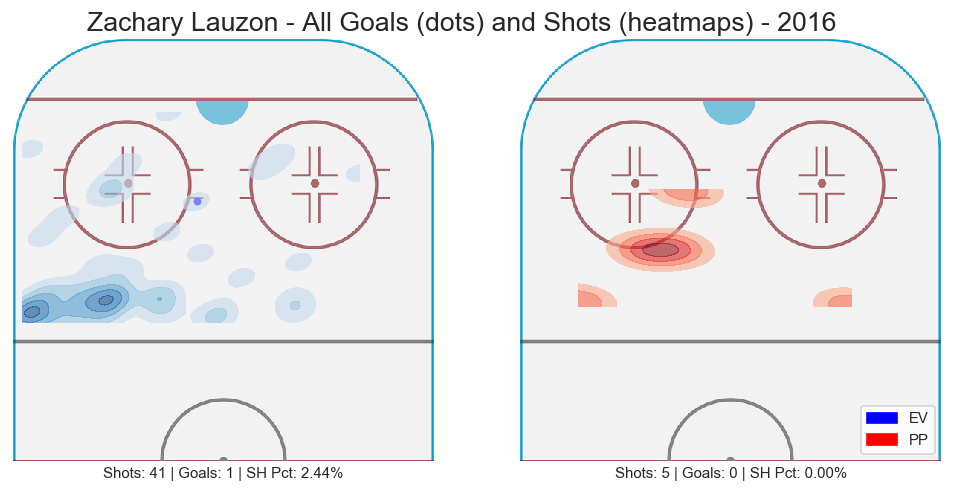 Zachary Lauzon - All Goals (dots) and Shots (heatmaps) - 2016
EV
PP
Shots: 41 | Goals: 1 | SH Pct: 2.44%
Shots: 5 | Goals: 0 | SH Pct: 0.00%